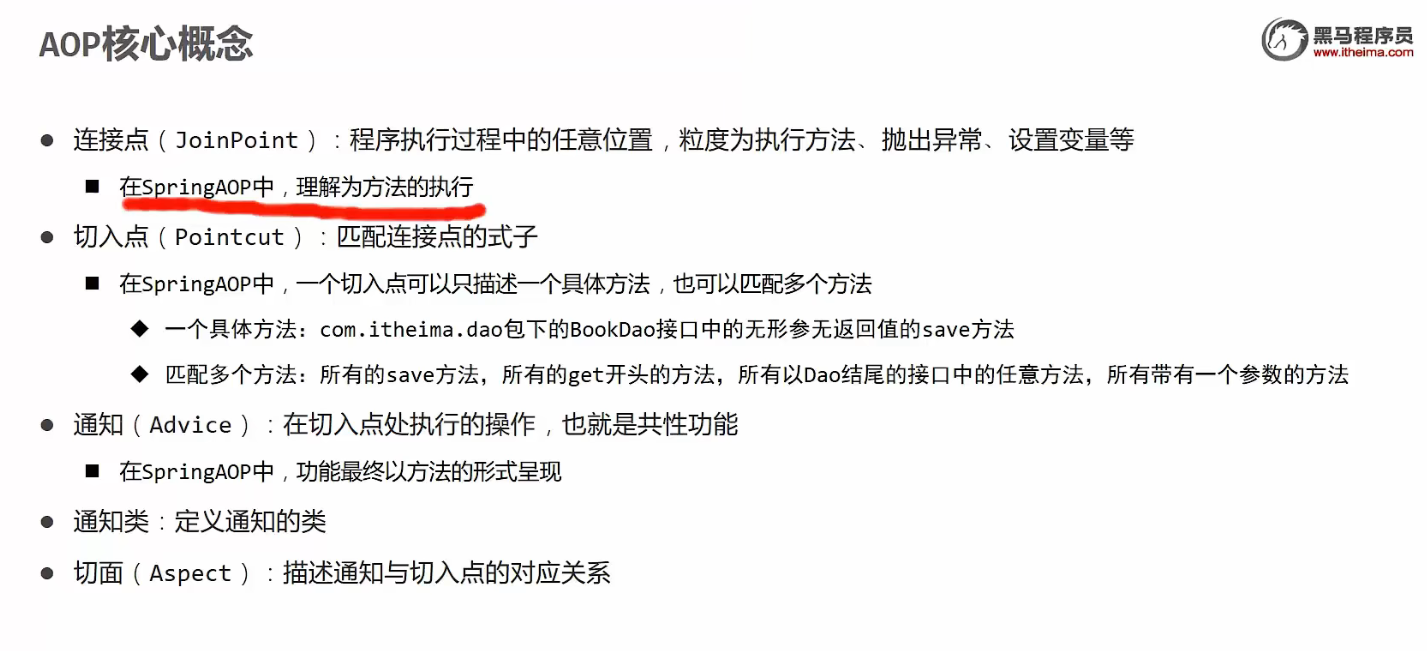 AOP核心概念
黑马程序员
www.itheima.com
● 连接点（JoinPoint）：程序执行过程中的任意位置，粒度为执行方法、抛出异常、设置变量等
■ 在SpringAOP中，理解为方法的执行
● 切入点（Pointcut）：匹配连接点的式子
■ 在SpringAOP中，一个切入点可以只描述一个具体方法，也可以匹配多个方法
◆ 一个具体方法：com.itheima.dao包下的BookDao接口中的无形参无返回值的save方法
◆ 匹配多个方法：所有的save方法，所有的get开头的方法，所有以Dao结尾的接口中的任意方法，所有带有一个参数的方法
● 通知（Advice）：在切入点处执行的操作，也就是共性功能
■ 在SpringAOP中，功能最终以方法的形式呈现
● 通知类：定义通知的类
● 切面（Aspect）：描述通知与切入点的对应关系